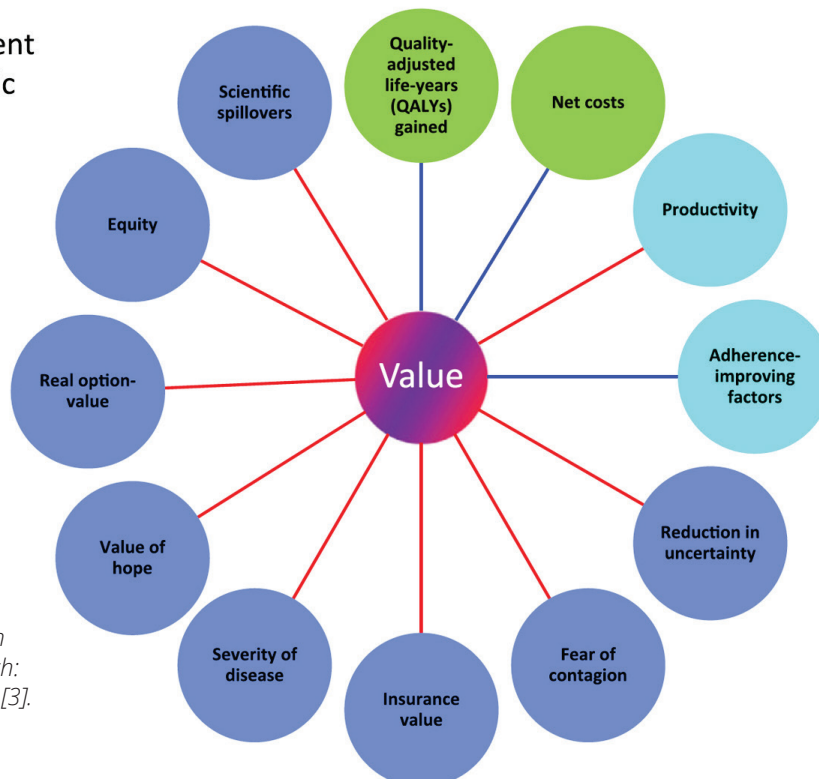 Quality-
adjusted
life-years
(QALYs)
gained
Net costs
Productivity
Adherence-
improving
factors
Reduction in
uncertainty
Fear of
contagion
Insurance
value
Severity of
disease
Value of
hope
Real option-
value
Equity
Scientific
spillovers
Value
[3].